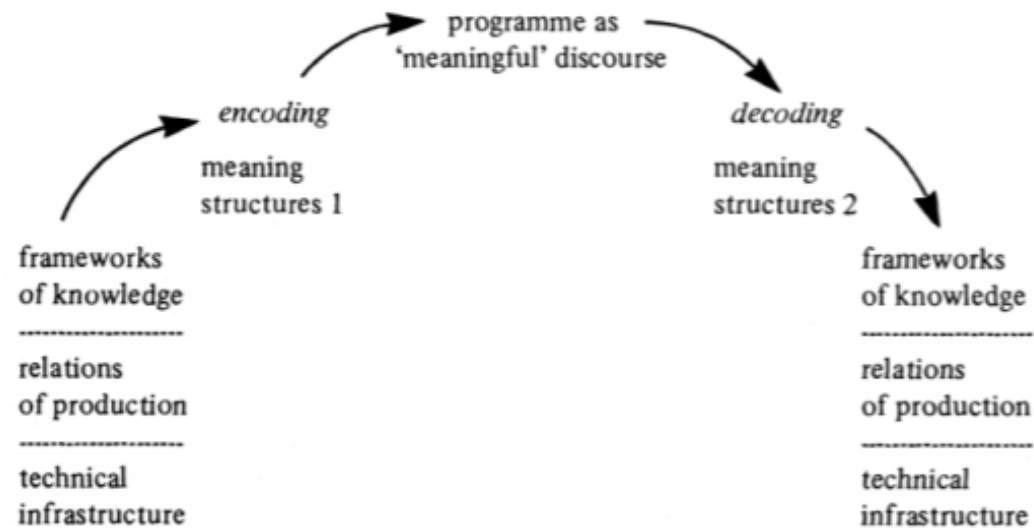 programme as
‘meaningful’ discourse
encoding
meaning
structures 1
decoding
meaning
structures 2
frameworks
of knowledge
relations
of production
technical
infrastructure
frameworks
of knowledge
relations
of production
technical
infrastructure